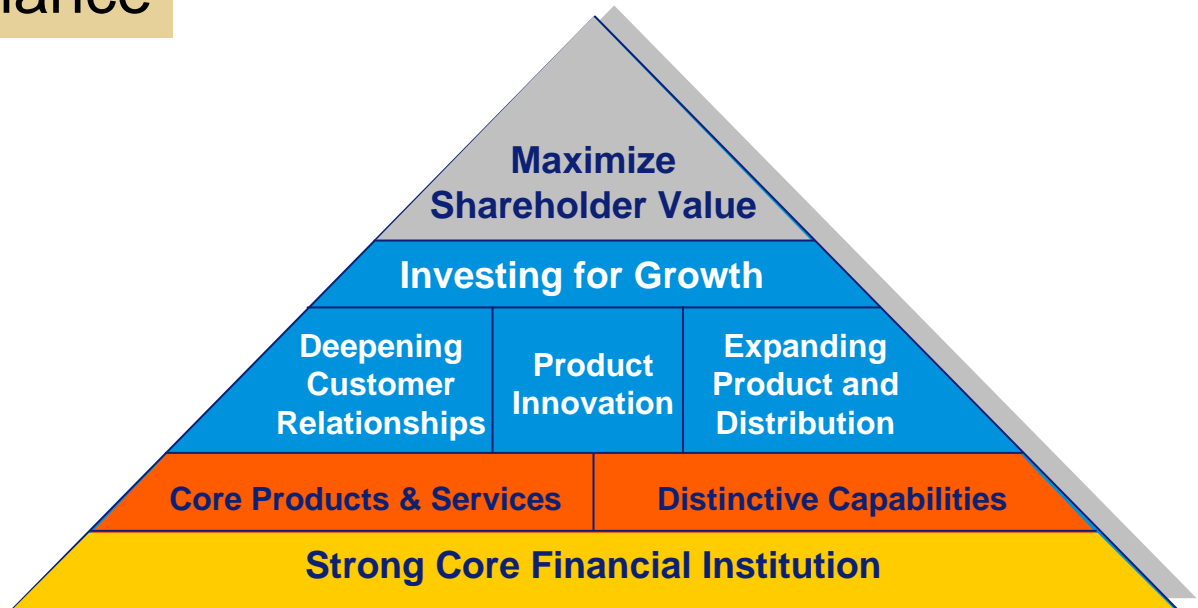 Maximize
Shareholder Value
Investing for Growth
Deepening
Customer
Relationships
Product
Innovation
Expanding
Product and
Distribution
Core Products & Services
Distinctive Capabilities
Strong Core Financial Institution